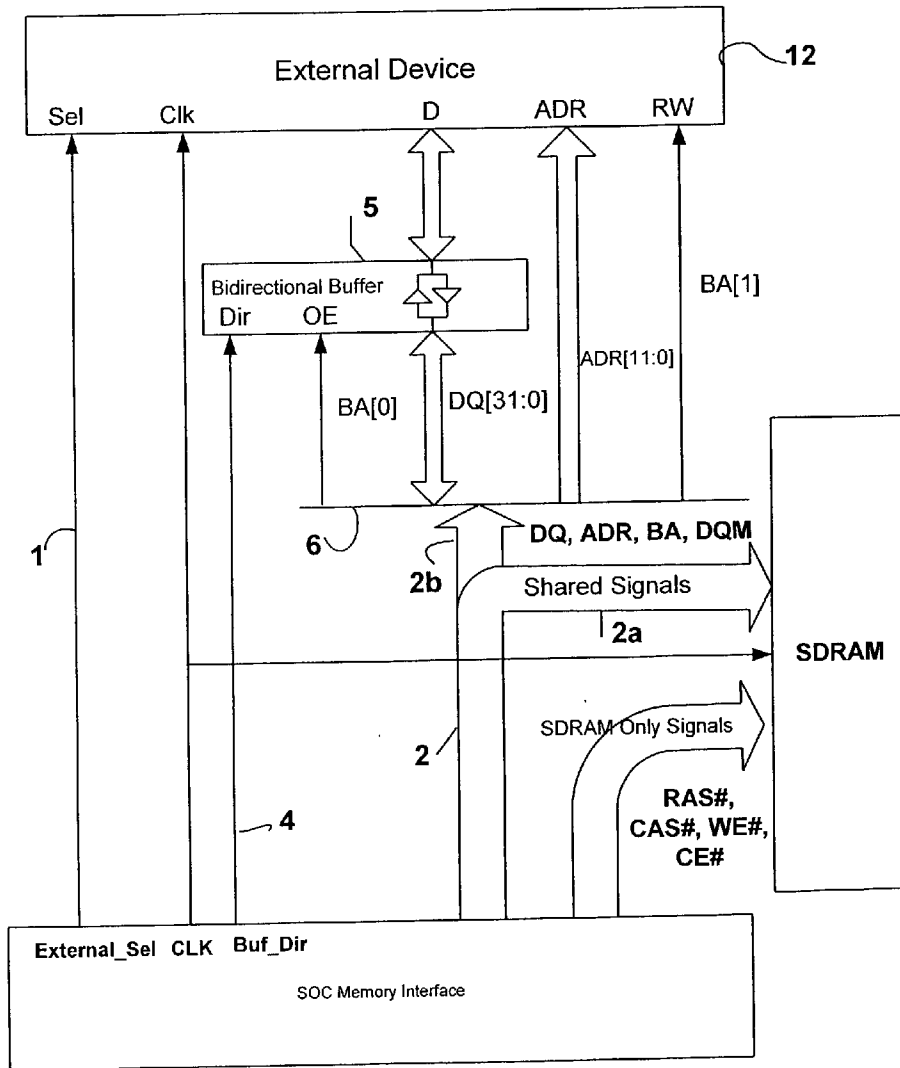 12
External Device
Sel Clk D ADR RW
5
Bidirectional Buffer
Dir OE
BA[1]
ADR[11:0]
BA[0] DQ[31:0]
6
DQ, ADR, BA, DQM
1
2b
Shared Signals
2a
SDRAM
SDRAM Only Signals
2
RAS#,
CAS#, WE#,
CE#
4
External_Sel CLK Buf_Dir
SOC Memory Interface